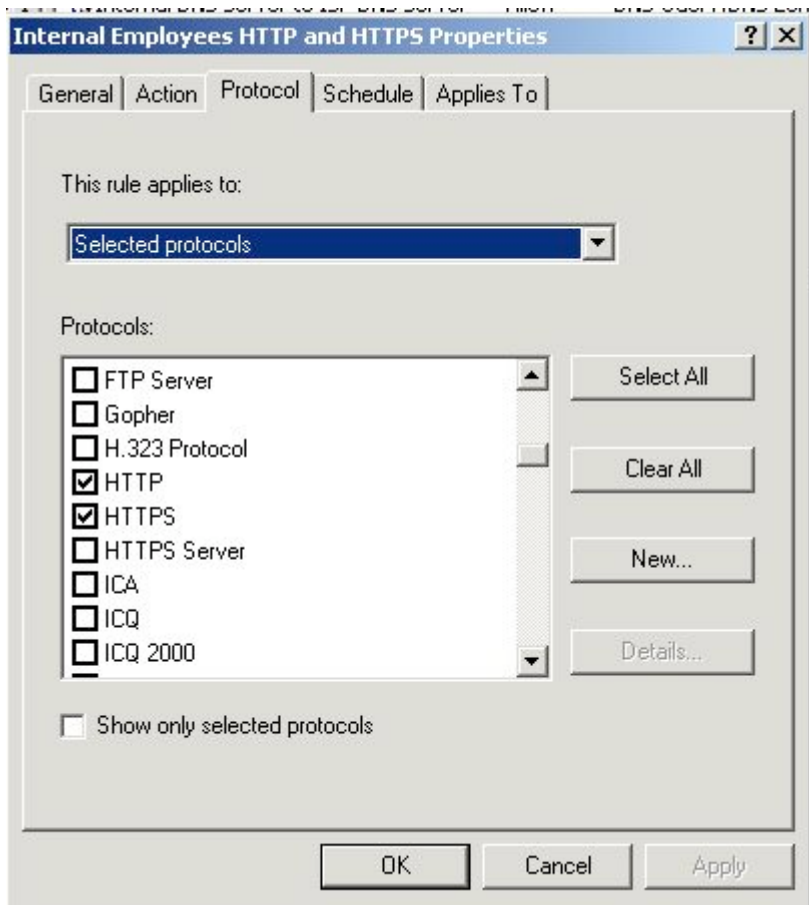 Internal Employees HTTP and HTTPS Properties
General Action Protocol Schedule Applies To
This rule applies to:
Selected protocols
Protocols:
FTP Server
Gopher
H.323 Protocol
HTTP
HTTPS
HTTPS Server
ICA
ICQ
ICQ 2000
Select All
Clear All
New...
Details...
Show only selected protocols
OK Cancel Apply